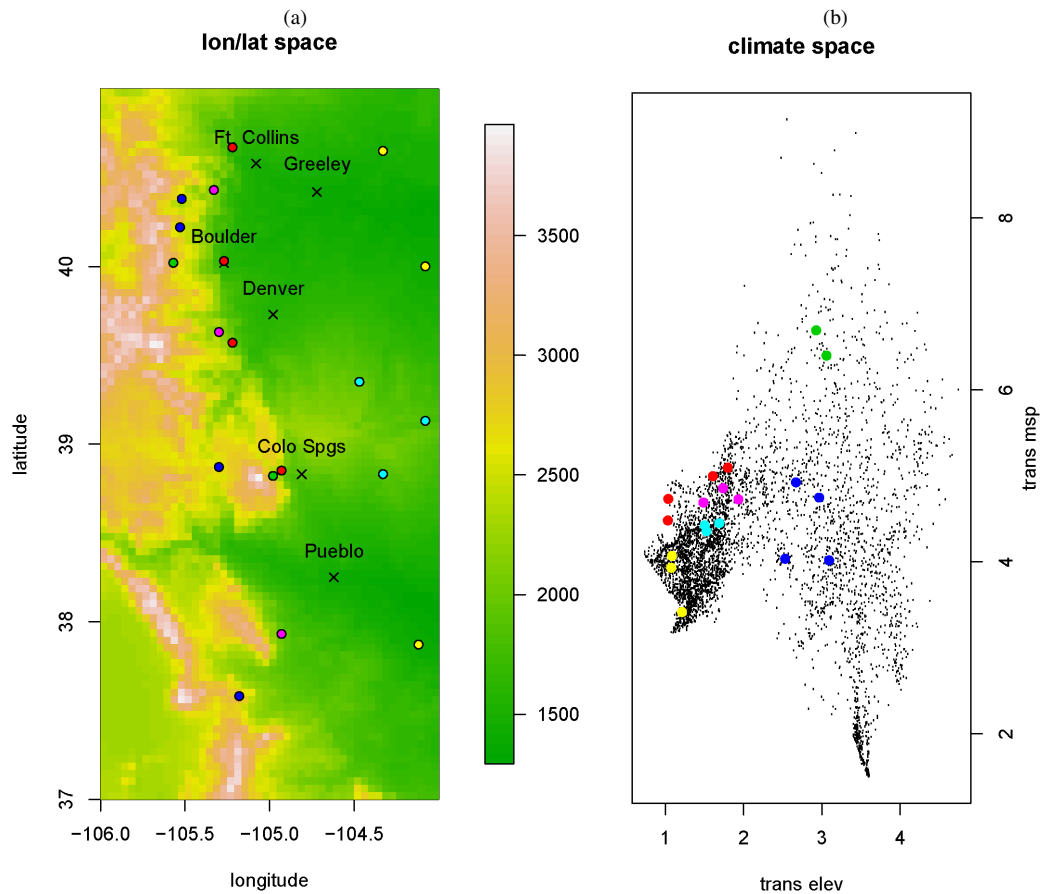 (a)
lon/lat space
Ft. Collins
Greeley
Boulder
Denver
Colo Spgs
Pueblo
latitude
40
39
38
37
−106.0
−105.5
−105.0
−104.5
longitude
3500
3000
2500
2000
1500
(b)
climate space
8
6
4
2
trans msp
1
2
3
4
trans elev